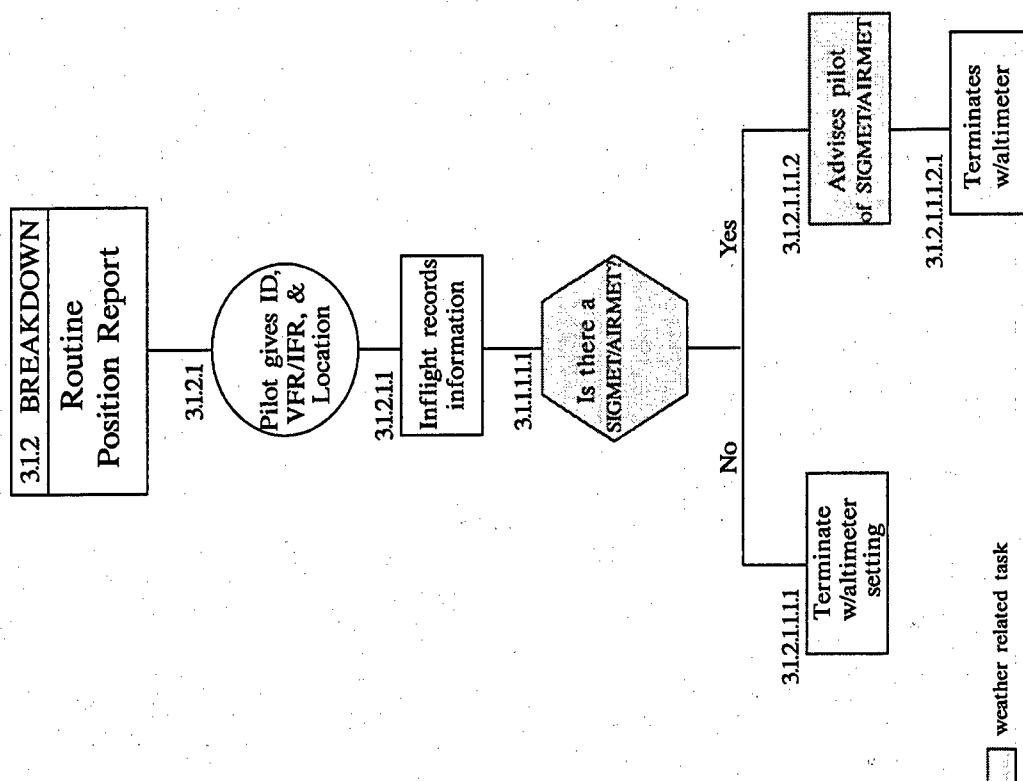 3.1.2 BREAKDOWN
Routine
Position Report
3.1.2.1
Pilot gives ID,
VFR/IFR, &
Location
3.1.2.1.1
Inflight records
information
3.1.1.1.1.1
Is there a
SIGMET/AIRMET?
No
Yes
3.1.2.1.1.1.1
Terminate
w/altimeter
setting
3.1.2.1.1.1.2
Advises pilot
of SIGMET/AIRMET
3.1.2.1.1.1.2.1
Terminates
w/altimeter
weather related task